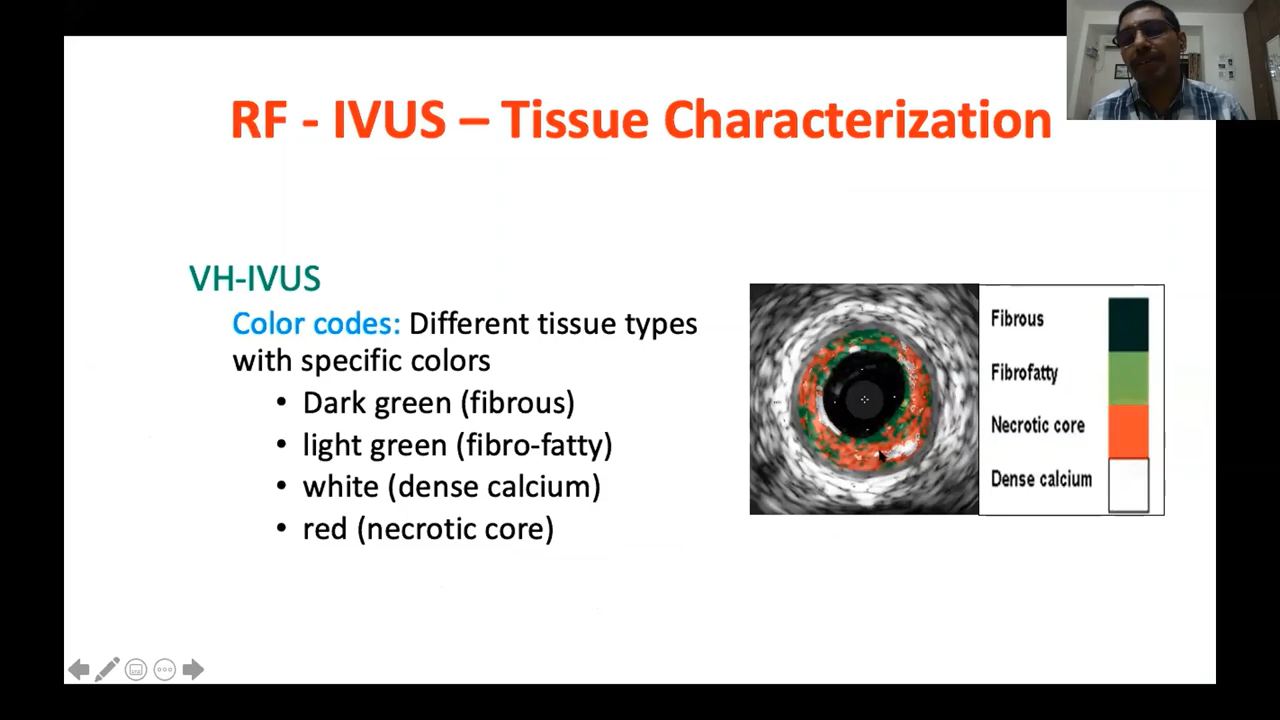 RF - IVUS – Tissue Characterization
VH-IVUS
Color codes: Different tissue types
with specific colors
• Dark green (fibrous)
• light green (fibro-fatty)
• white (dense calcium)
• red (necrotic core)
Fibrous
Fibrofatty
Necrotic core
Dense calcium